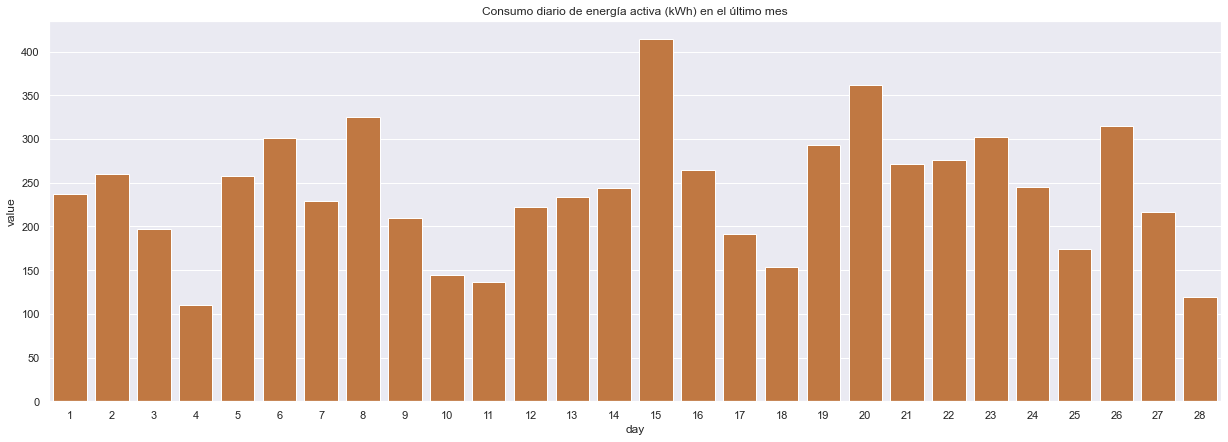 Consumo diario de energía activa (kWh) en el último mes
400
350
300
250
200
150
100
50
0
value
1 2 3 4 5 6 7 8 9 10 11 12 13 14 15 16 17 18 19 20 21 22 23 24 25 26 27 28
day